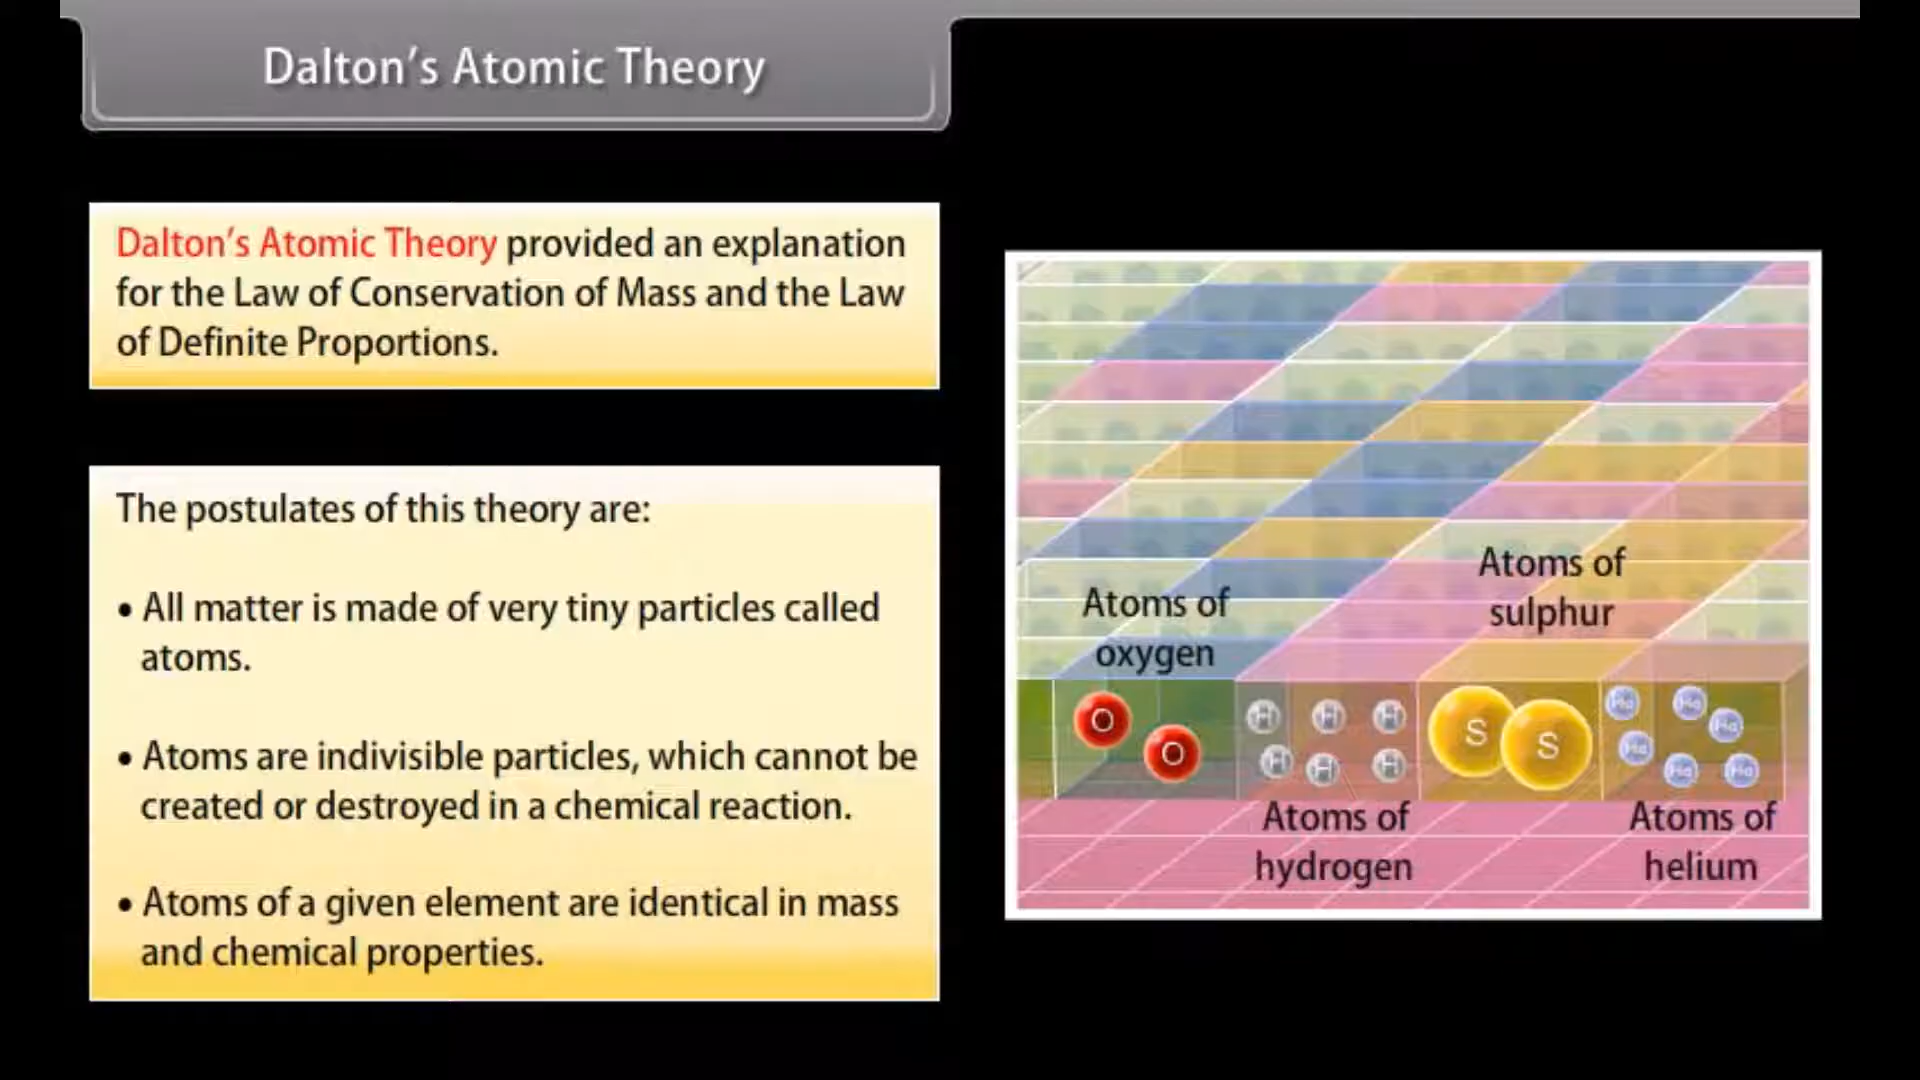 Dalton's Atomic Theory
Dalton's Atomic Theory provided an explanation
for the Law of Conservation of Mass and the Law
of Definite Proportions.
The postulates of this theory are:
• All matter is made of very tiny particles called
atoms.
• Atoms are indivisible particles, which cannot be
created or destroyed in a chemical reaction.
• Atoms of a given element are identical in mass
and chemical properties.
Atoms of
oxygen
Atoms of
sulphur
O
O
H H H
H H H
S S
Atoms of
hydrogen
Atoms of
helium